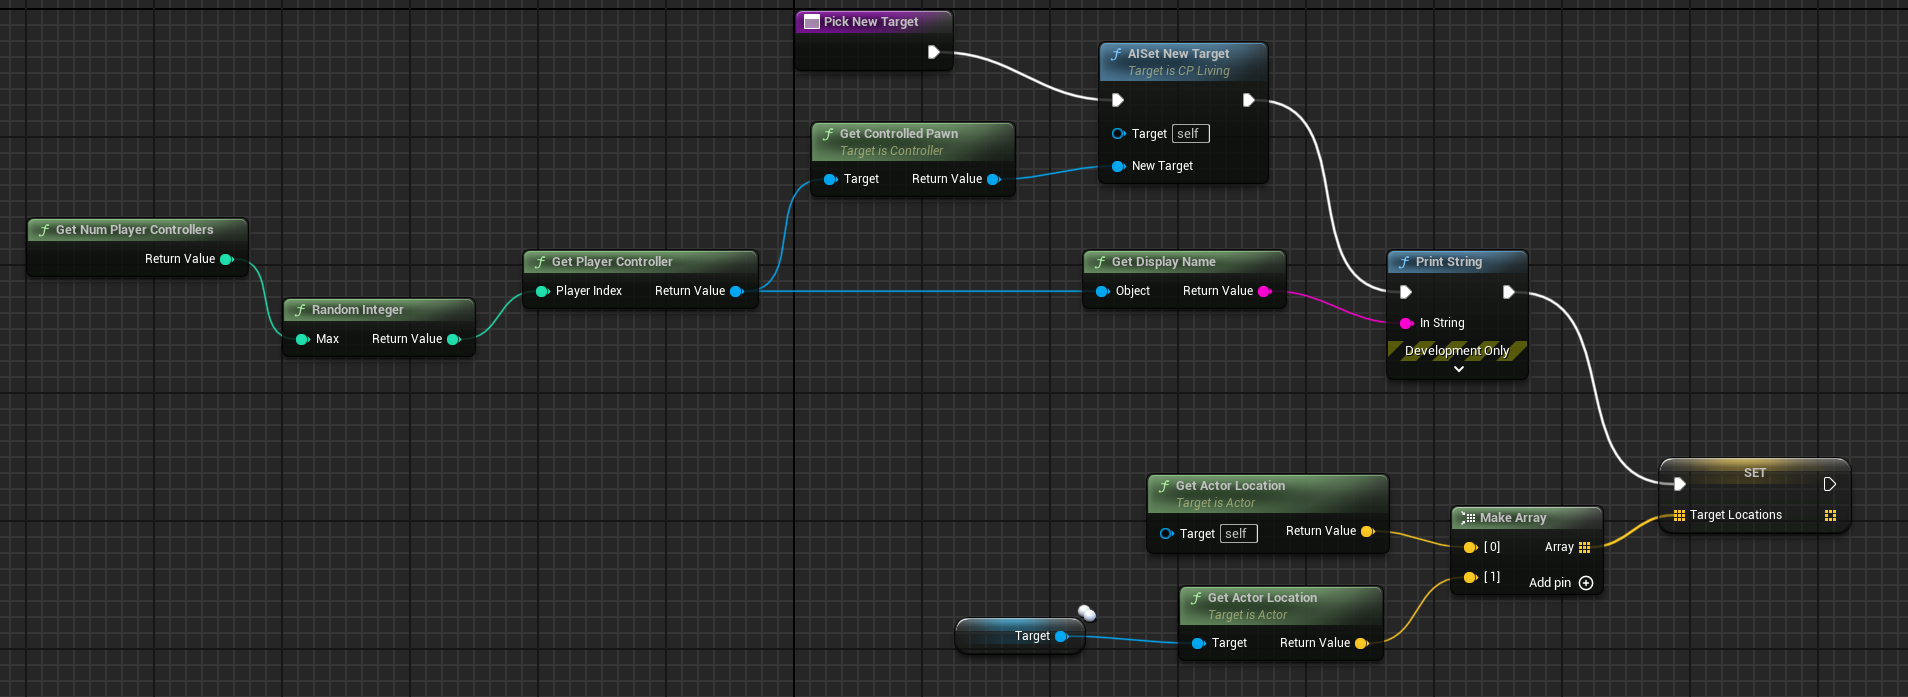 Pick New Target
AISet New Target
Target is CP Living
Target self
New Target
Get Controlled Pawn
Target is Controller
Target Return Value
Get Num Player Controllers
Return Value
Random Integer
Max Return Value
Get Player Controller
Player Index Return Value
Get Display Name
Object Return Value
Print String
In String
Development Only
Get Actor Location
Target is Actor
Target self Return Value
Make Array
[0] Array
[1] Add pin
SET
Target Locations
Target
Get Actor Location
Target is Actor
Target Return Value